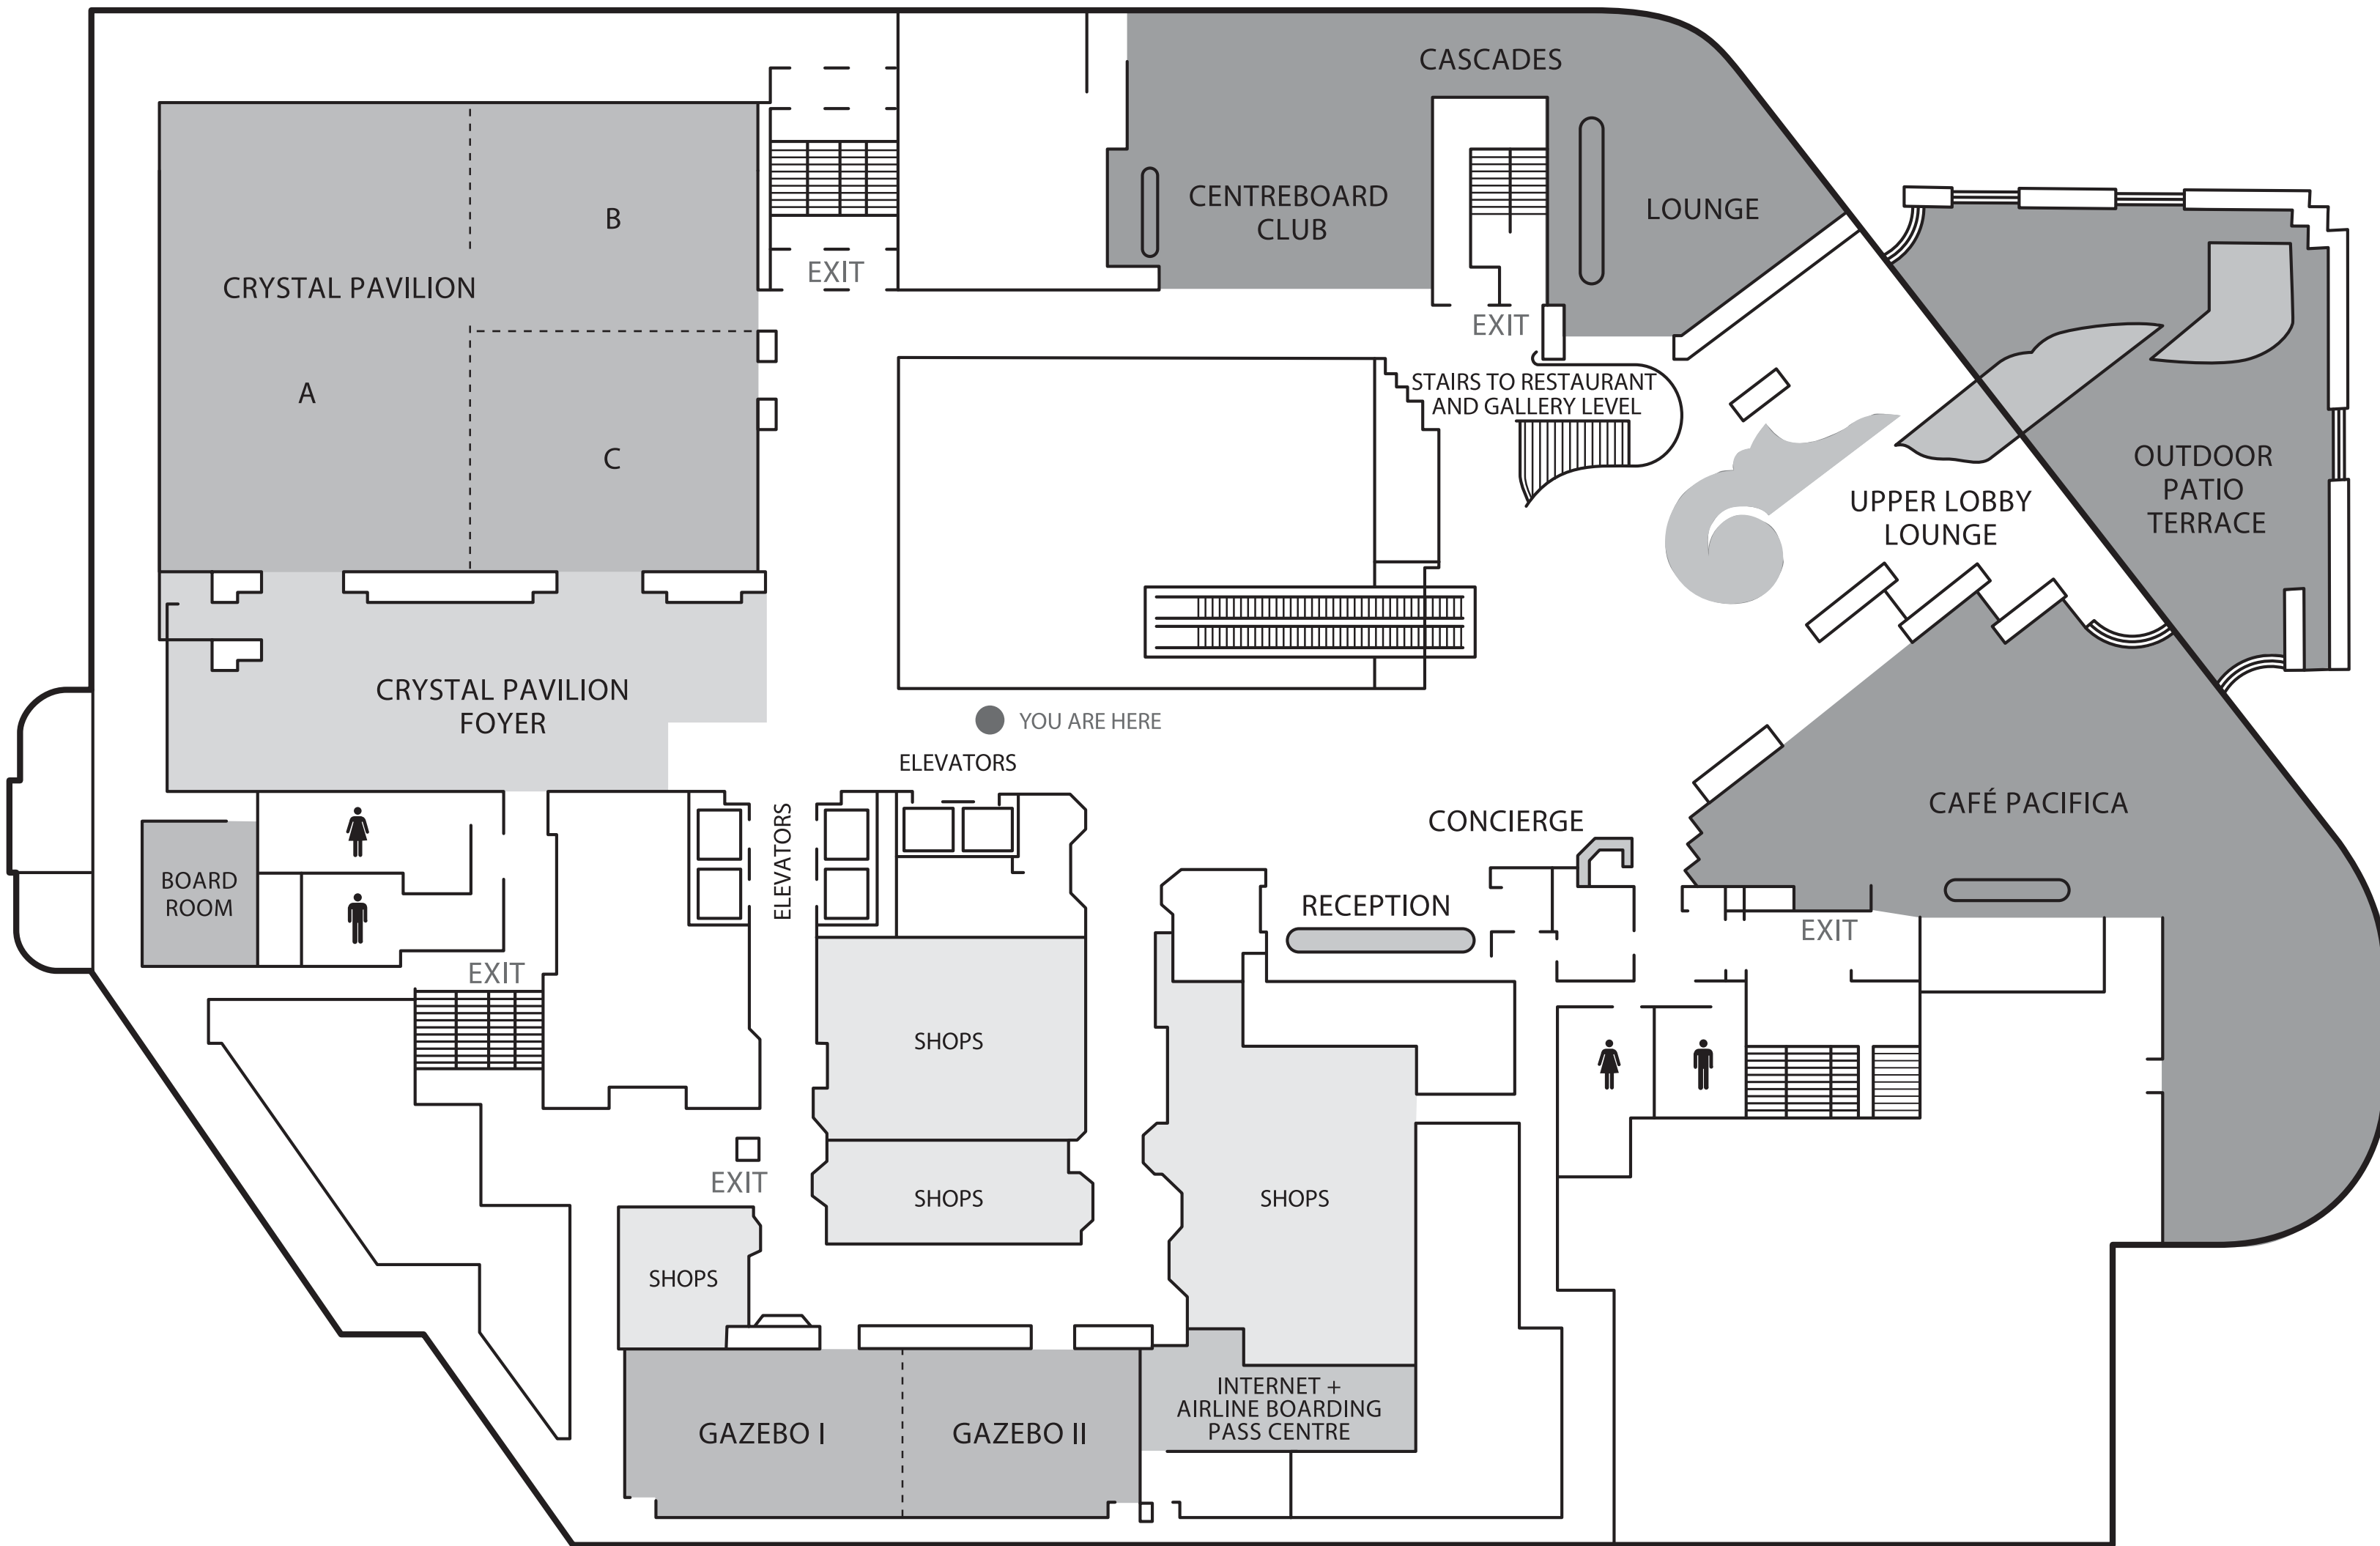 CASCADES
CENTREBOARD
CLUB
LOUNGE
B
CRYSTAL PAVILION
A
C
EXIT
EXIT
STAIRS TO RESTAURANT
AND GALLERY LEVEL
UPPER LOBBY
LOUNGE
OUTDOOR
PATIO
TERRACE
CRYSTAL PAVILION
FOYER
YOU ARE HERE
ELEVATORS
ELEVATORS
CONCIERGE
CAFÉ PACIFICA
BOARD
ROOM
RECEPTION
EXIT
EXIT
SHOPS
EXIT
SHOPS
SHOPS
SHOPS
INTERNET +
AIRLINE BOARDING
PASS CENTRE
GAZEBO I
GAZEBO II